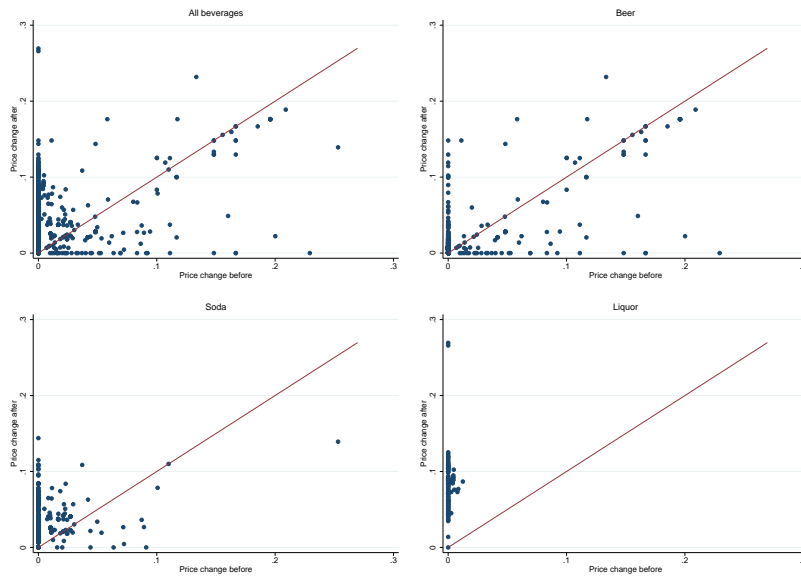 All beverages
.3
.2
.1
0
Price change after
0 .1 .2 .3
Price change before
Beer
.3
.2
.1
0
Price change after
0 .1 .2
Price change before
Soda
.3
.2
.1
0
Price change after
0 .1 .2 .3
Price change before
Liquor
.3
.2
.1
0
Price change after
0 .1 .2
Price change before